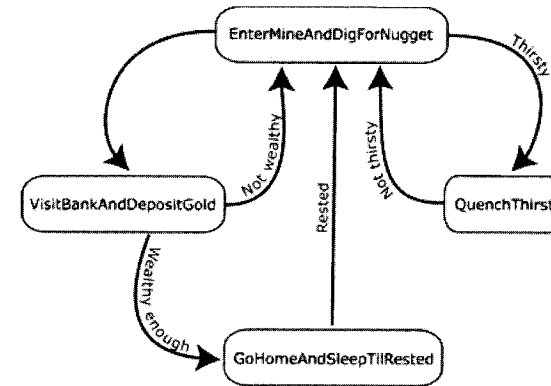 EnterMineAndDigForNugget
Thirsty
Not wealthy
Not thirsty
VisitBankAndDepositGold
QuenchThirst
Rested
Wealthy enough
GoHomeAndSleepTilRested